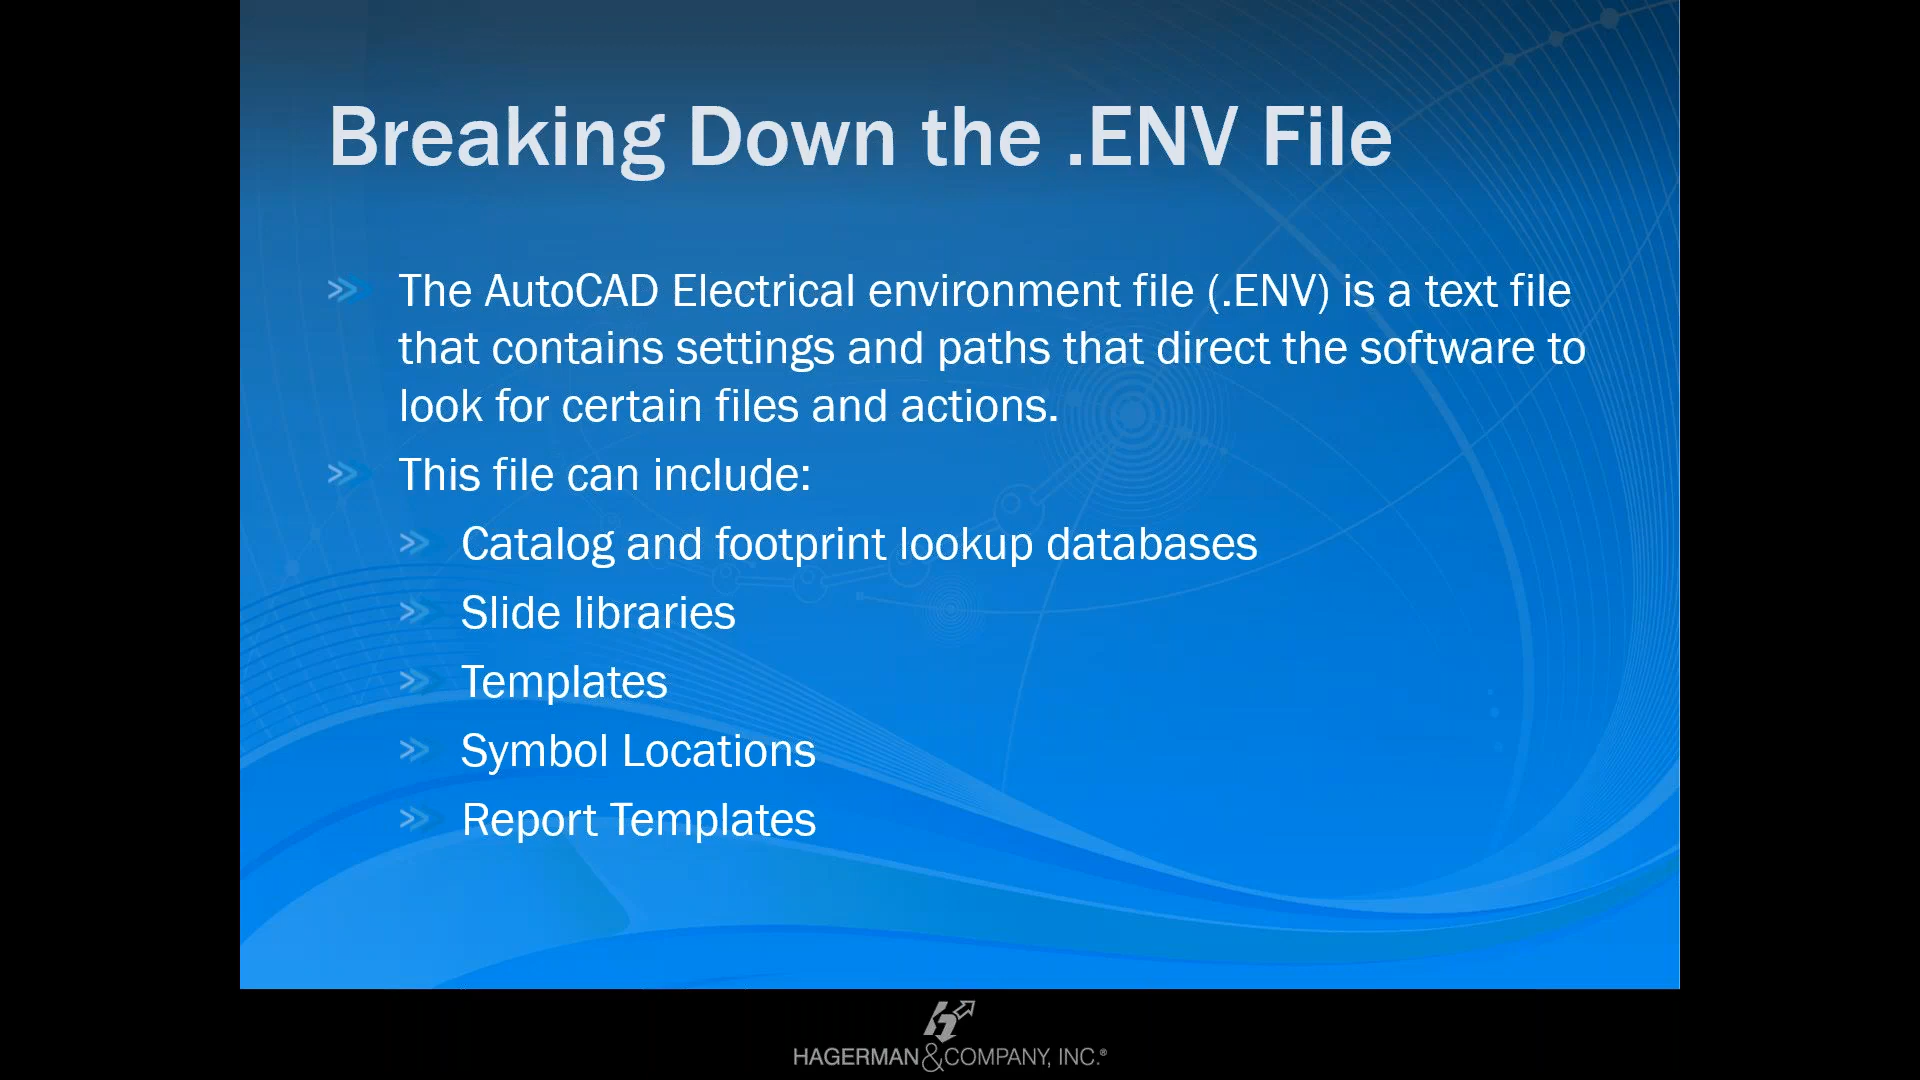 Breaking Down the .ENV File
The AutoCAD Electrical environment file (.ENV) is a text file
that contains settings and paths that direct the software to
look for certain files and actions.
This file can include:
Catalog and footprint lookup databases
Slide libraries
Templates
Symbol Locations
Report Templates
HAGERMAN&COMPANY, INC.®